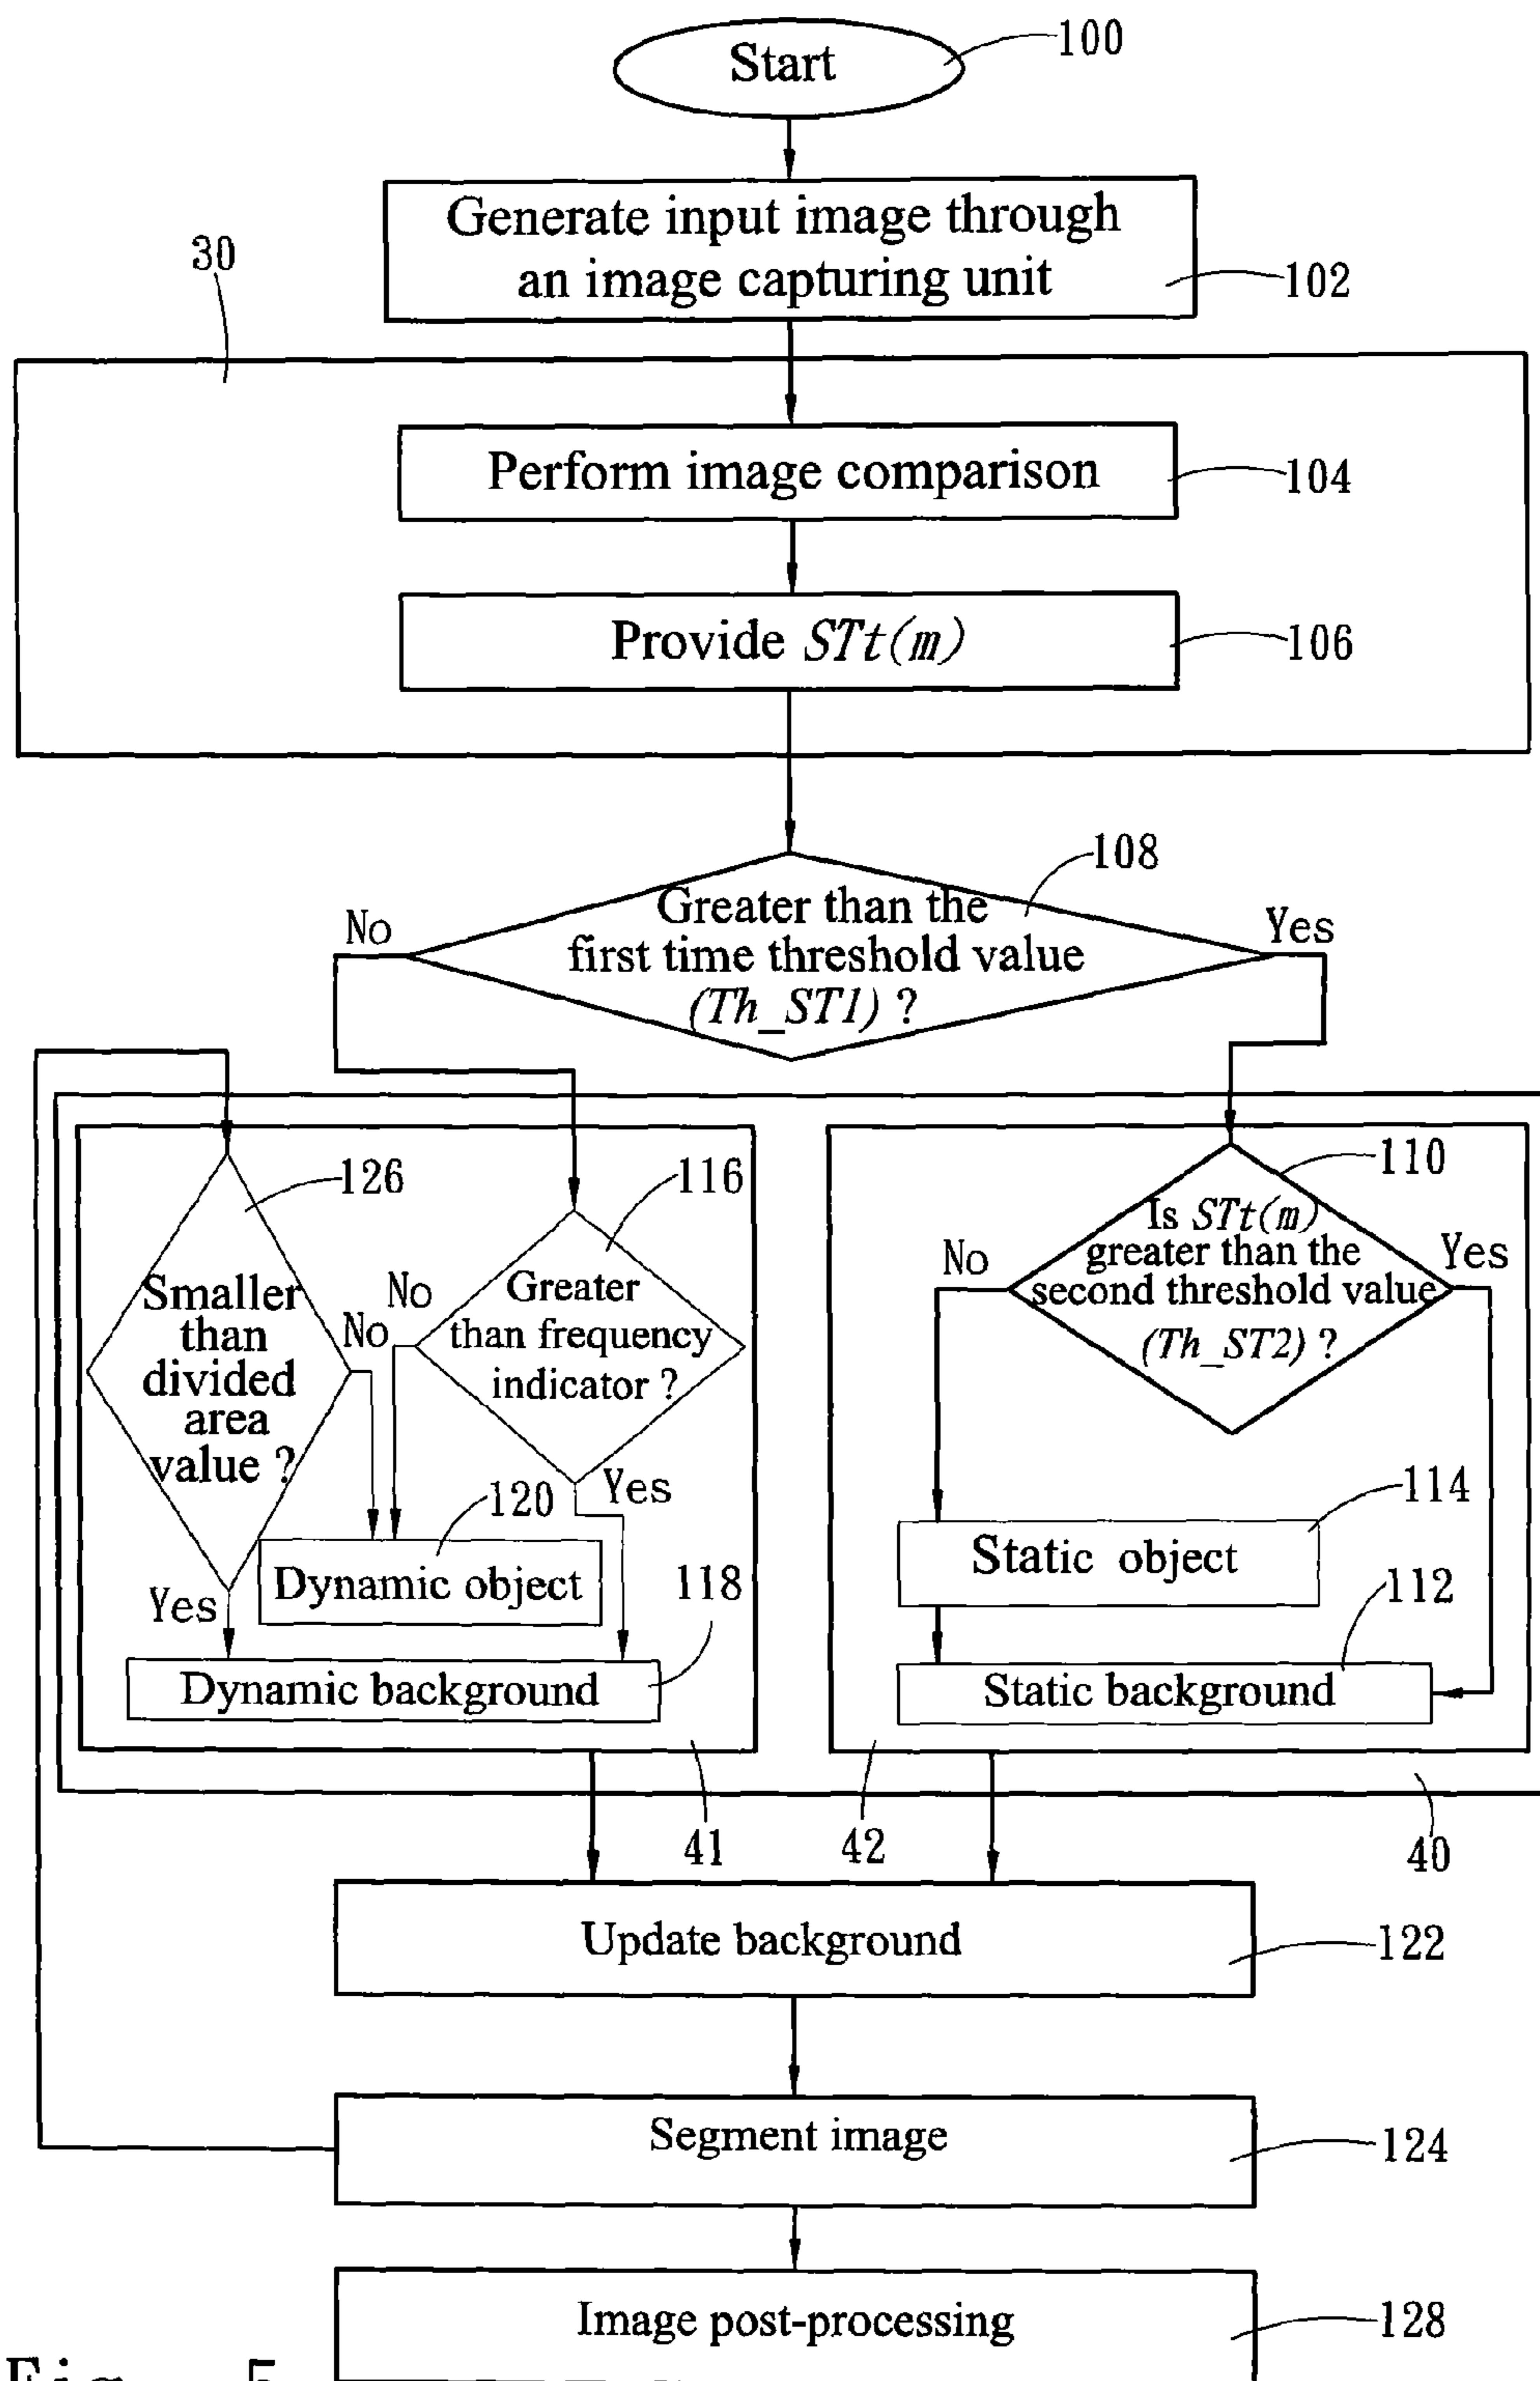 Start
100
Generate input image through
an image capturing unit
102
30
Perform image comparison
104
Provide STt(m)
106
108
Greater than the
first time threshold value
(Th_ST1) ?
No
Yes
126
Smaller
than
divided
area
value ?
No
Yes
116
Greater
than frequency
indicator ?
No
Yes
120
Dynamic object
118
Dynamic background
110
Is STt(m)
greater than the
second threshold value
(Th_ST2) ?
No
Yes
114
Static object
112
Static background
41
42
40
Update background
122
Segment image
124
Image post-processing
128
Fig. 5